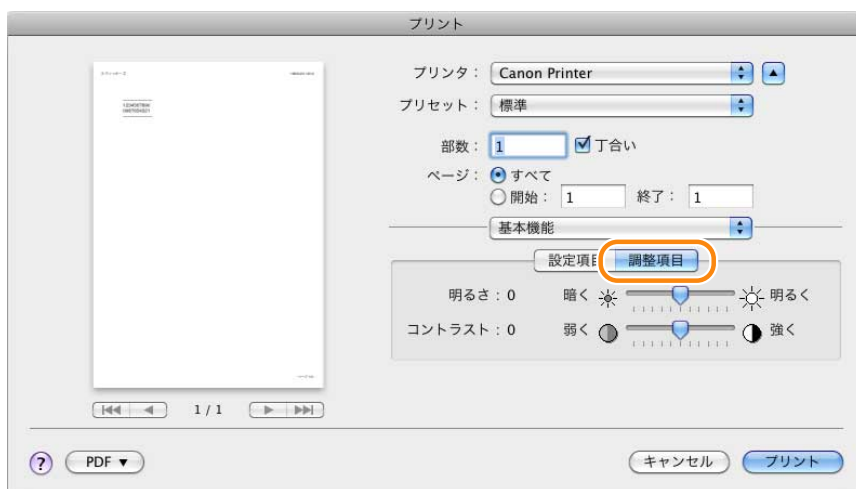 プリント
プリンタ： Canon Printer
プリセット： 標準
部数： 1 丁合い
ページ： すべて
開始： 1 終了： 1
基本機能
設定項目 調整項目
明るさ：0 暗く 明るく
コントラスト：0 弱く 強く
1 / 1
? PDF ▼ キャンセル プリント